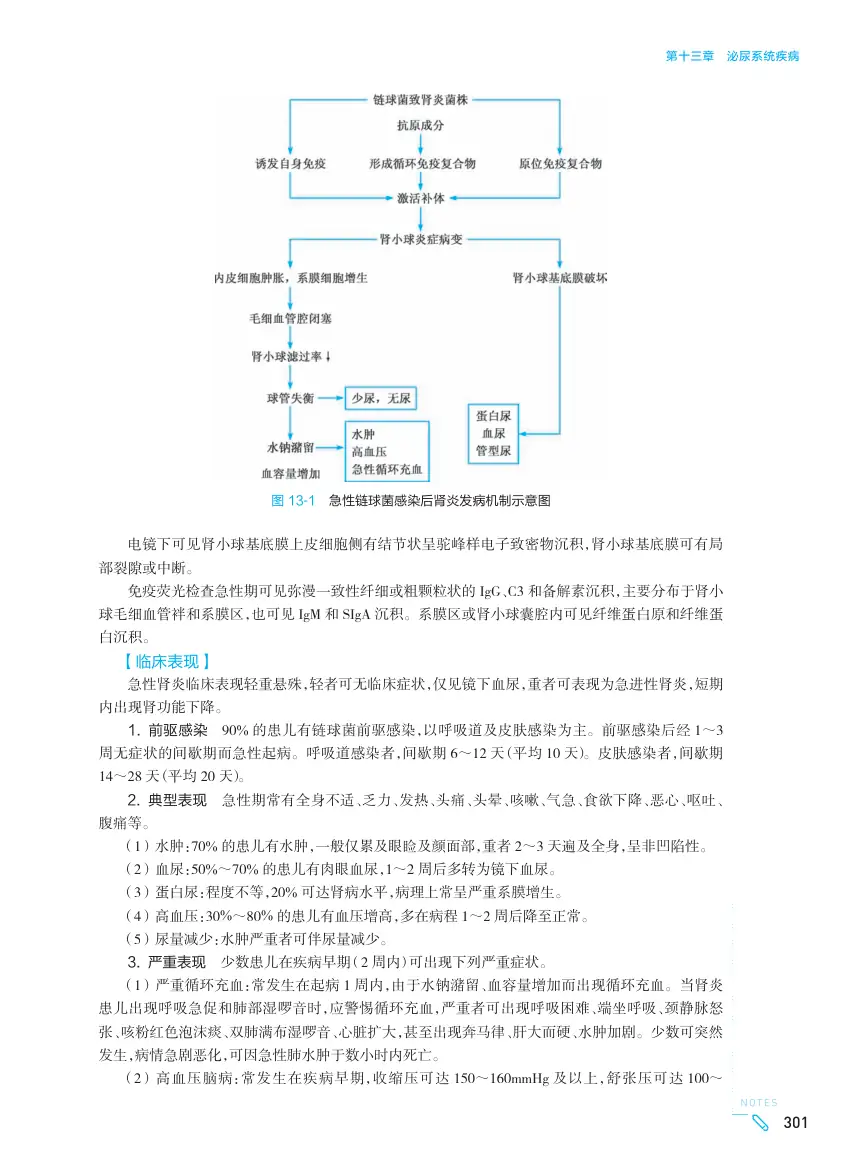 第十三章 泌尿系统疾病
链球菌致肾炎菌株
抗原成分
诱发自身免疫 形成循环免疫复合物 原位免疫复合物
激活补体
肾小球炎症病变
内皮细胞肿胀，系膜细胞增生 肾小球基底膜破坏
毛细血管腔闭塞
肾小球滤过率↓
球管失衡 少尿，无尿
蛋白尿
血尿
管型尿
水钠潴留
血容量增加
水肿
高血压
急性循环充血
图 13-1 急性链球菌感染后肾炎发病机制示意图
电镜下可见肾小球基底膜上皮细胞侧有结节状呈驼峰样电子致密物沉积，肾小球基底膜可有局
部裂隙或中断。
免疫荧光检查急性期可见弥漫一致性纤细或粗颗粒状的 IgG、C3 和备解素沉积，主要分布于肾小
球毛细血管袢和系膜区，也可见 IgM 和 SIgA 沉积。系膜区或肾小球囊腔内可见纤维蛋白原和纤维蛋
白沉积。
【临床表现】
急性肾炎临床表现轻重悬殊，轻者可无临床症状，仅见镜下血尿，重者可表现为急进性肾炎，短期
内出现肾功能下降。
1. 前驱感染 90% 的患儿有链球菌前驱感染，以呼吸道及皮肤感染为主。前驱感染后经 1～3
周无症状的间歇期而急性起病。呼吸道感染者，间歇期 6～12 天（平均 10 天）。皮肤感染者，间歇期
14～28 天（平均 20 天）。
2. 典型表现 急性期常有全身不适、乏力、发热、头痛、头晕、咳嗽、气急、食欲下降、恶心、呕吐、
腹痛等。
（1）水肿：70% 的患儿有水肿，一般仅累及眼睑及颜面部，重者 2～3 天遍及全身，呈非凹陷性。
（2）血尿：50%～70% 的患儿有肉眼血尿，1～2 周后多转为镜下血尿。
（3）蛋白尿：程度不等，20% 可达肾病水平，病理上常呈严重系膜增生。
（4）高血压：30%～80% 的患儿有血压增高，多在病程 1～2 周后降至正常。
（5）尿量减少：水肿严重者可伴尿量减少。
3. 严重表现 少数患儿在疾病早期（2 周内）可出现下列严重症状。
（1）严重循环充血：常发生在起病 1 周内，由于水钠潴留、血容量增加而出现循环充血。当肾炎
患儿出现呼吸急促和肺部湿啰音时，应警惕循环充血，严重者可出现呼吸困难、端坐呼吸、颈静脉怒
张、咳粉红色泡沫痰、双肺满布湿啰音、心脏扩大，甚至出现奔马律、肝大而硬、水肿加剧。少数可突然
发生，病情急剧恶化，可因急性肺水肿于数小时内死亡。
（2）高血压脑病：常发生在疾病早期，收缩压可达 150～160mmHg 及以上，舒张压可达 100～
NOTES
301